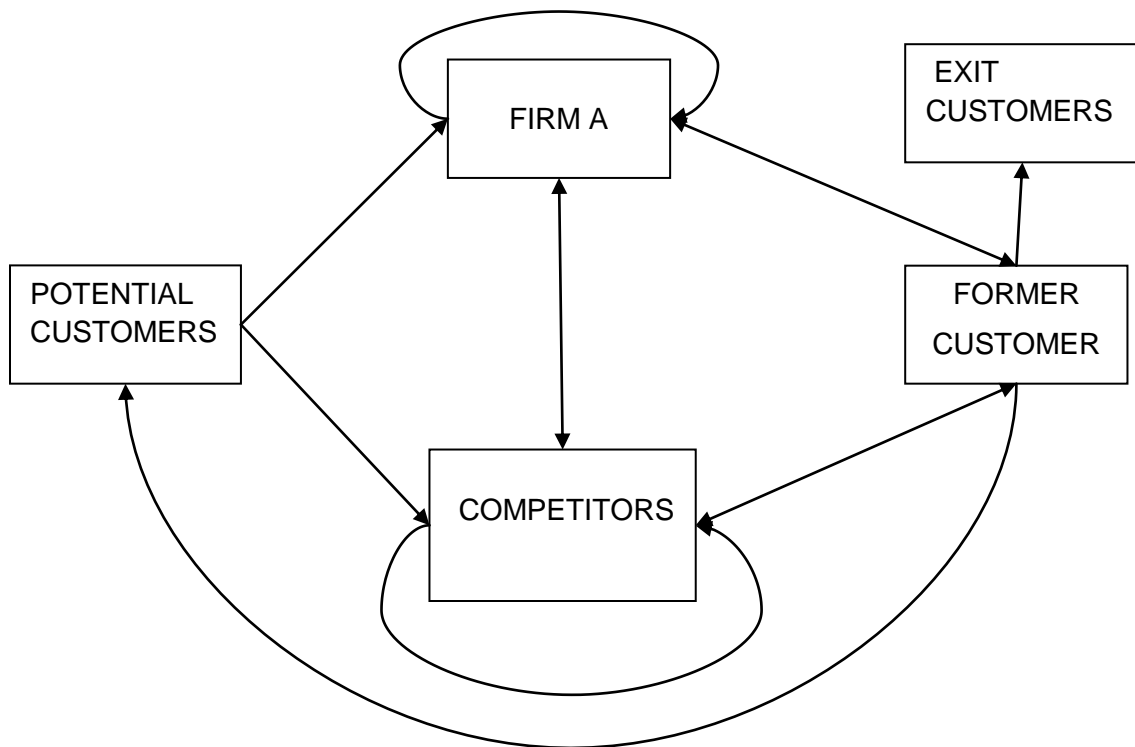 FIRM A
EXIT
CUSTOMERS
POTENTIAL
CUSTOMERS
FORMER
CUSTOMER
COMPETITORS